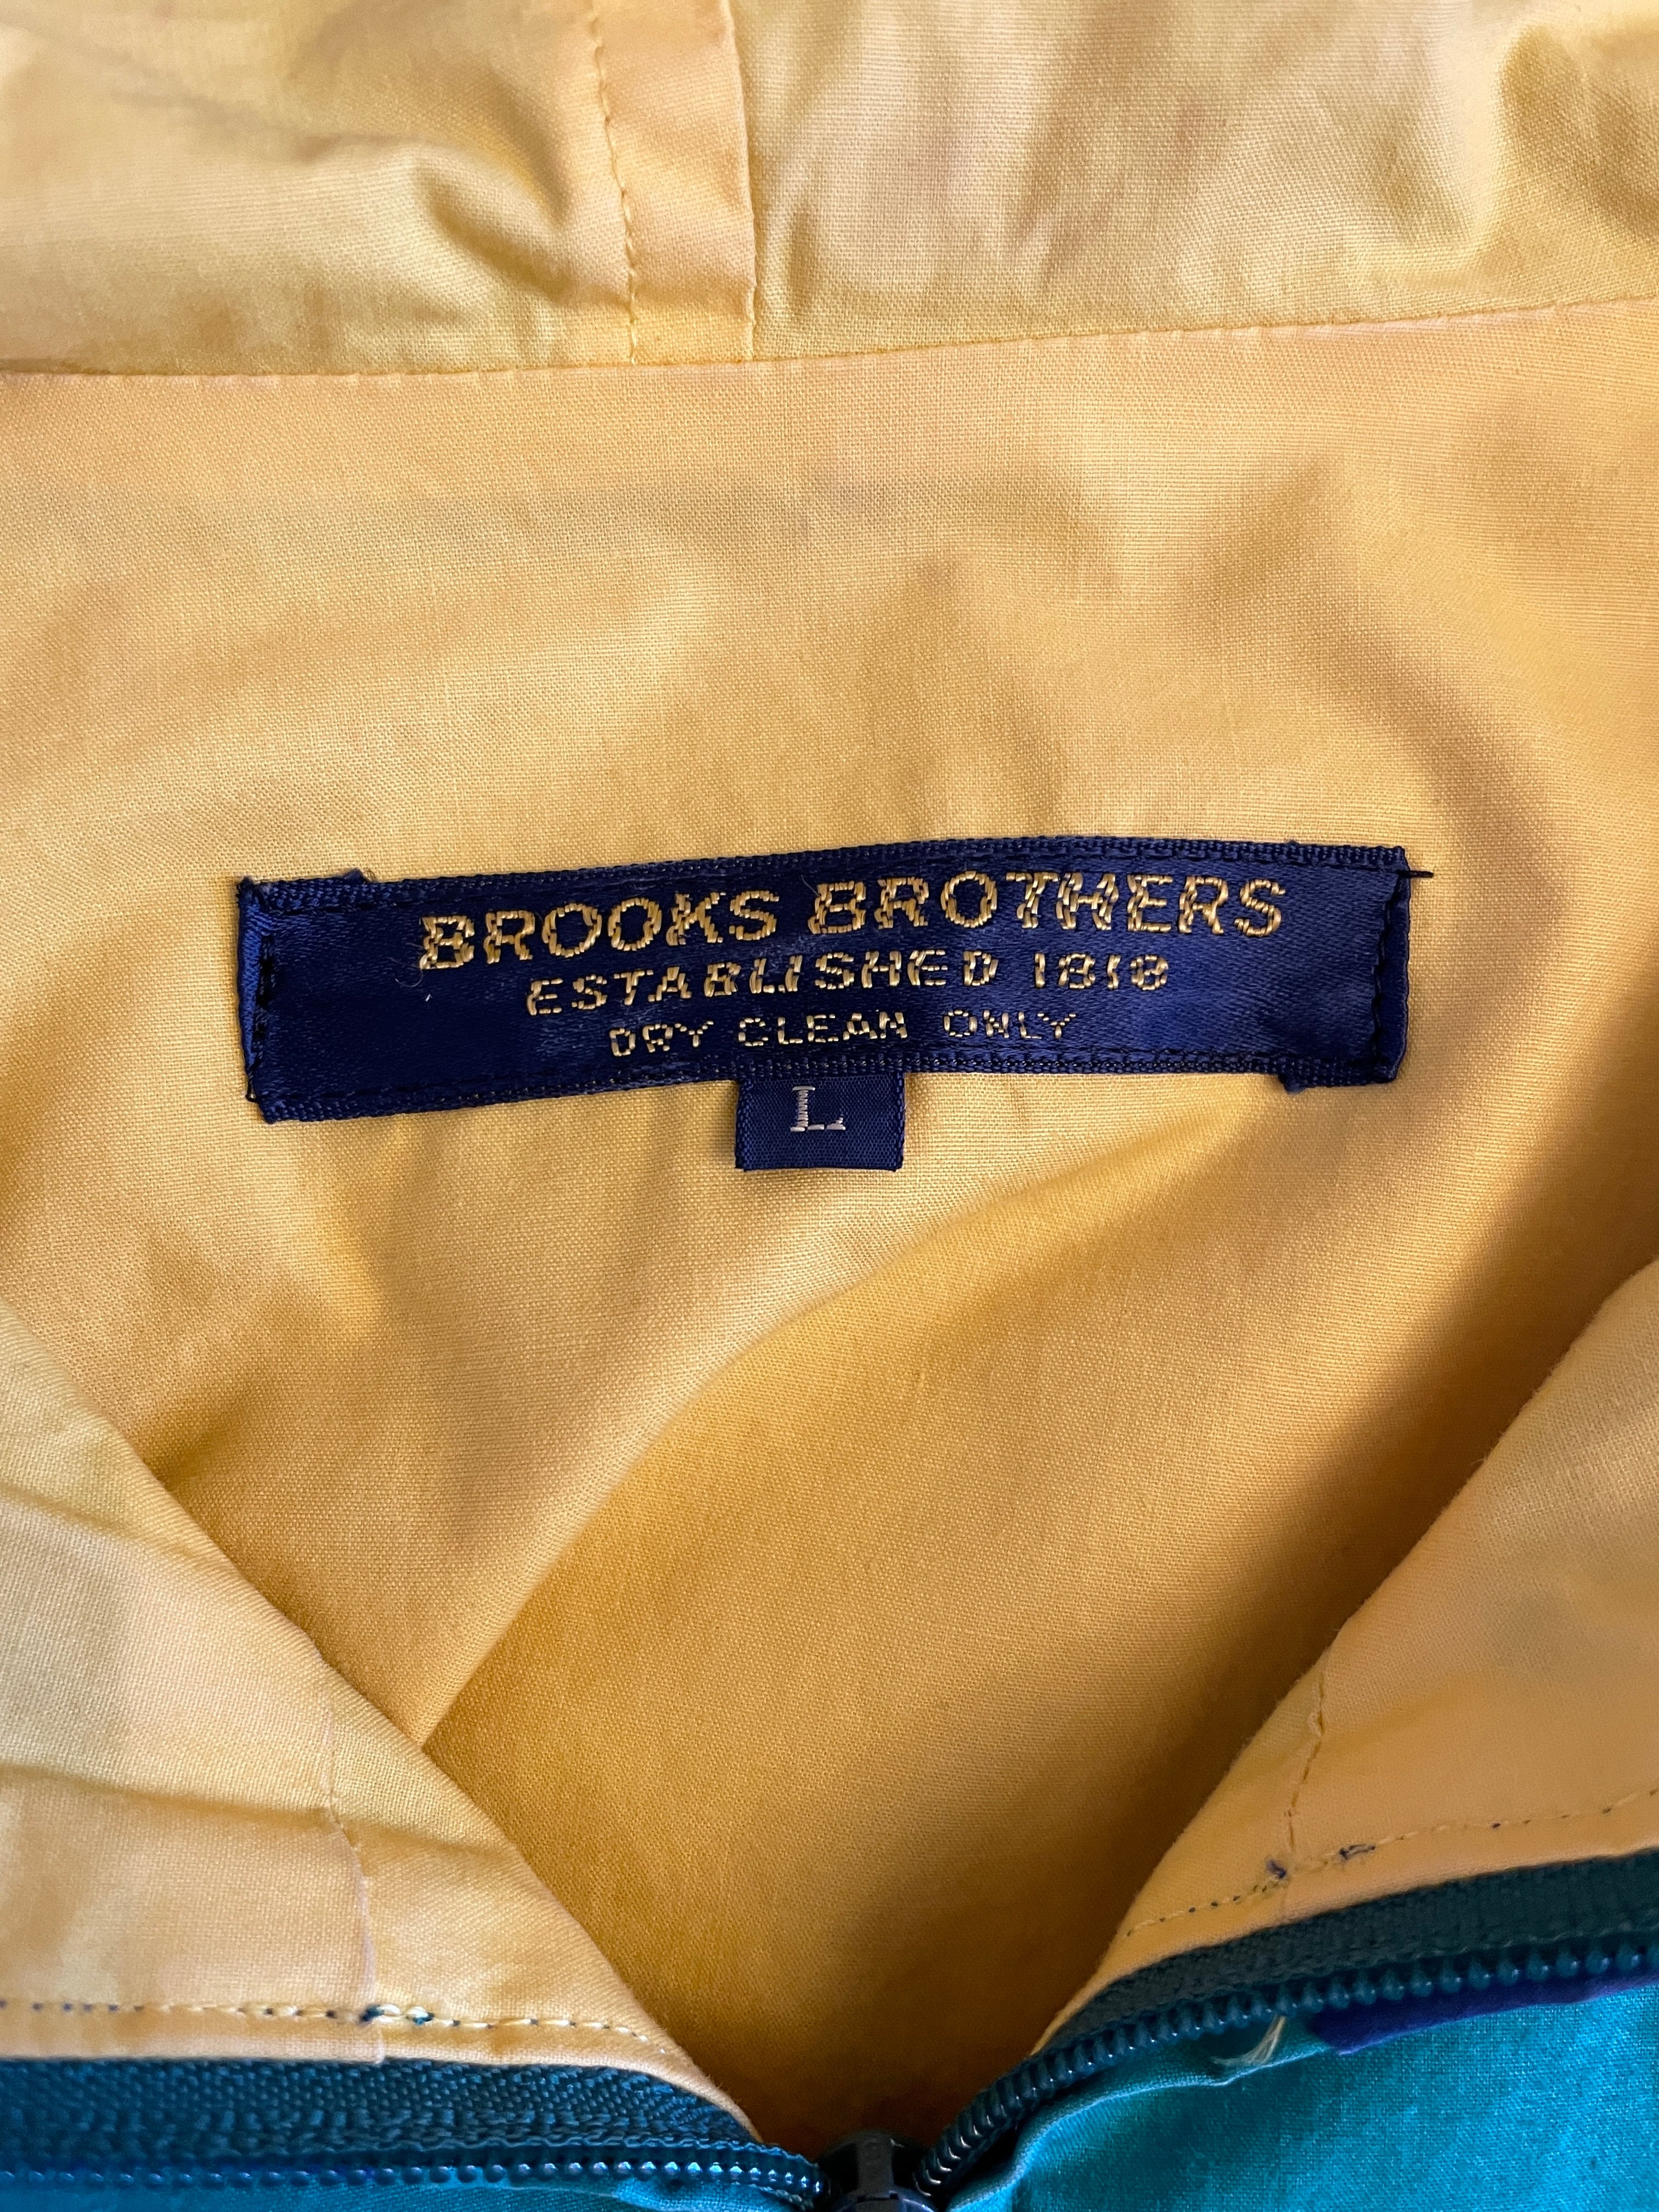 BROOKS BROTHERS
ESTABLISHED 1818
DRY CLEAN ONLY
L